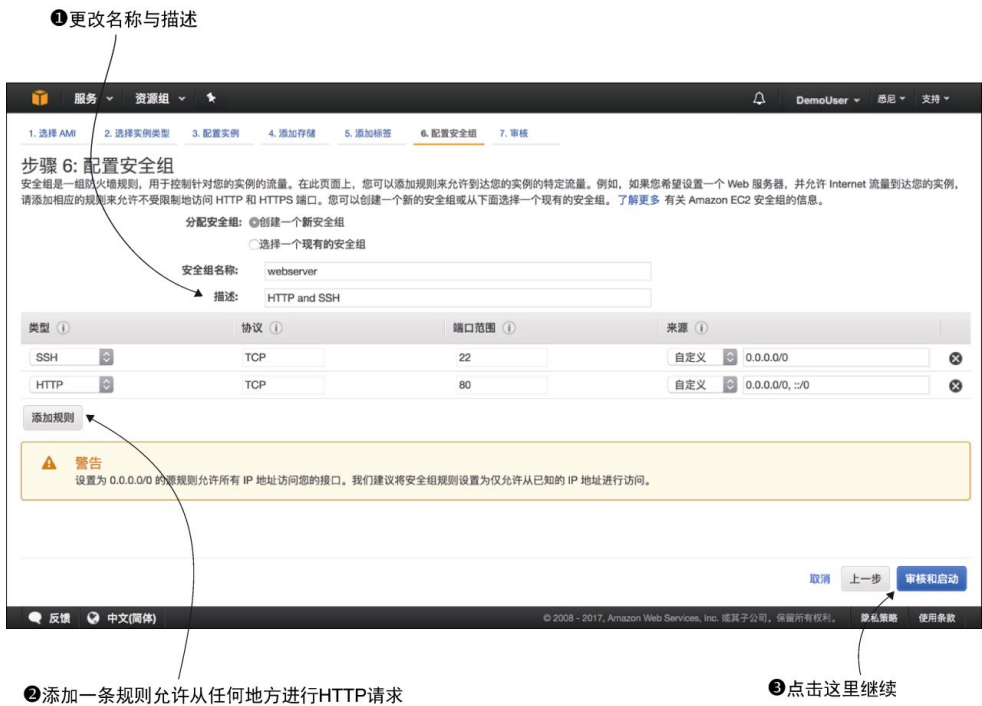 ❶更改名称与描述
服务 资源组
DemoUser 悉尼 支持
1. 选择 AMI 2. 选择实例类型 3. 配置实例 4. 添加存储 5. 添加标签 6. 配置安全组 7. 审核
步骤 6: 配置安全组
安全组是一组防火墙规则，用于控制针对您的实例的流量。在此页面上，您可以添加规则来允许到达您的实例的特定流量。例如，如果您希望设置一个 Web 服务器，并允许 Internet 流量到达您的实例，
请添加相应的规则来允许不受限制地访问 HTTP 和 HTTPS 端口。您可以创建一个新的安全组或从下面选择一个现有的安全组。 了解更多 有关 Amazon EC2 安全组的信息。
分配安全组: 创建一个新安全组
选择一个现有的安全组
安全组名称: webserver
描述: HTTP and SSH
类型 协议 端口范围 来源
SSH TCP 22 自定义 0.0.0.0/0
HTTP TCP 80 自定义 0.0.0.0/0, ::/0
添加规则
警告
设置为 0.0.0.0/0 的源规则允许所有 IP 地址访问您的接口。我们建议将安全组规则设置为仅允许从已知的 IP 地址进行访问。
取消 上一步 审核和启动
反馈 中文(简体) © 2008 - 2017, Amazon Web Services, Inc. 或其子公司。保留所有权利。 隐私策略 使用条款
❷添加一条规则允许从任何地方进行HTTP请求
❸点击这里继续